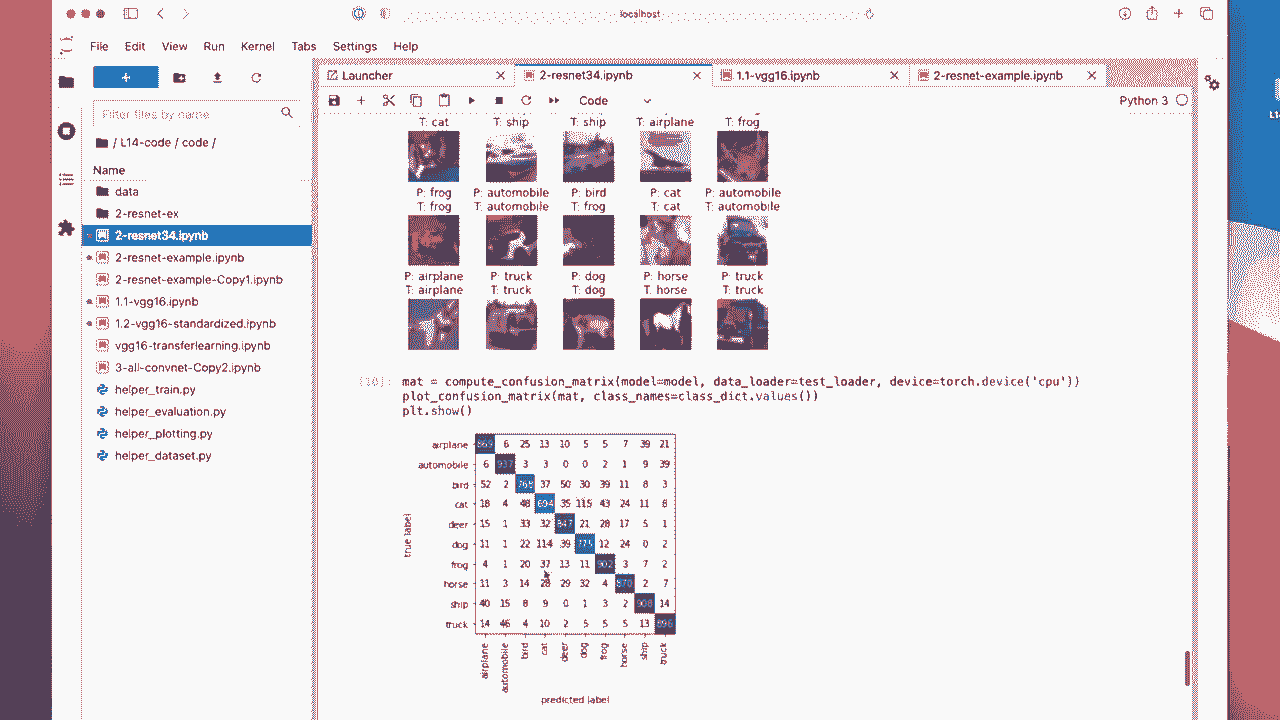 localhost
File Edit View Run Kernel Tabs Settings Help
Launcher 2-resnet34.ipynb 1.1-vgg16.ipynb 2-resnet-example.ipynb
Code Python 3
Filter files by name
/ L14-code / code /
Name
data
2-resnet-ex
2-resnet34.ipynb
2-resnet-example.ipynb
2-resnet-example-Copy1.ipynb
1.1-vgg16.ipynb
1.2-vgg16-standardized.ipynb
vgg16-transferlearning.ipynb
3-all-convnet-Copy2.ipynb
helper_train.py
helper_evaluation.py
helper_plotting.py
helper_dataset.py
T: cat T: ship T: ship T: airplane T: frog
P: frog P: automobile P: bird P: cat P: automobile
T: frog T: automobile T: frog T: cat T: automobile
P: airplane P: truck P: dog P: horse P: truck
T: airplane T: truck T: dog T: horse T: truck
[10]: mat = compute_confusion_matrix(model=model, data_loader=test_loader, device=torch.device('cpu'))
plot_confusion_matrix(mat, class_names=class_dict.values())
plt.show()
airplane 869 6 25 13 10 5 5 7 39 21
automobile 6 937 3 3 0 0 2 1 9 39
bird 52 2 768 37 50 30 39 11 8 3
cat 18 4 48 694 35 115 43 24 11 8
deer 15 1 33 32 847 21 28 17 5 1
dog 11 1 22 114 39 775 12 24 0 2
frog 4 1 20 37 13 11 902 3 7 2
horse 11 3 14 28 29 32 4 870 2 7
ship 40 15 8 9 0 1 3 2 908 14
truck 14 46 4 10 2 5 5 5 13 896
true label
airplane automobile bird cat deer dog frog horse ship truck
predicted label